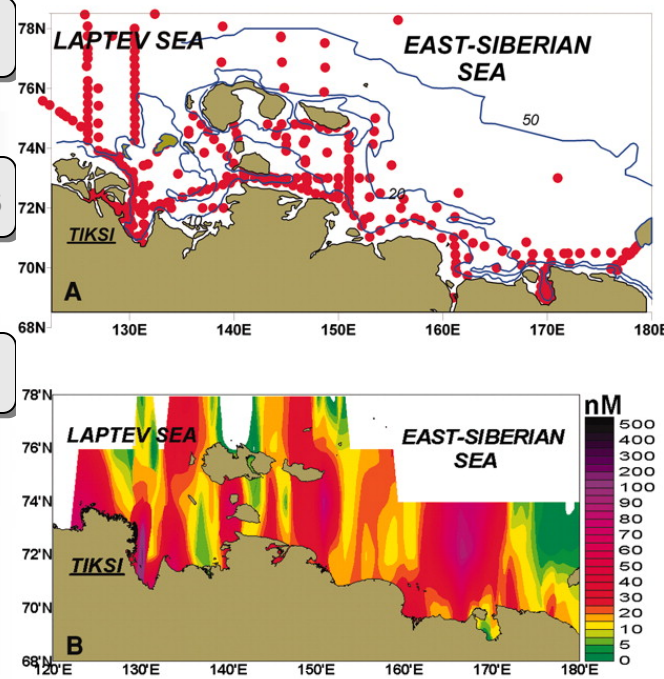 78N
LAPTEV SEA
EAST-SIBERIAN
SEA
76N
50
74N
20
72N
10
TIKSI
70N
A
68N
130E
140E
150E
160E
170E
180E
78'N
nM
LAPTEV SEA
EAST-SIBERIAN
SEA
76'N
74'N
72'N
TIKSI
70'N
B
68'N
120'E
130'E
140'E
150'E
160'E
170'E
180'E
500
400
300
200
100
90
80
70
60
50
40
30
20
10
5
0